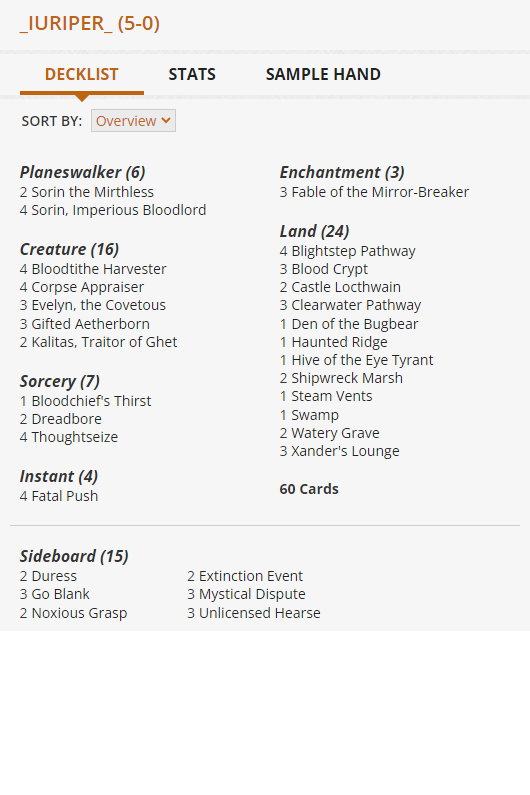 _IURIPER_ (5-0)
DECKLIST STATS SAMPLE HAND
SORT BY: Overview
Planeswalker (6)
2 Sorin the Mirthless
4 Sorin, Imperious Bloodlord
Creature (16)
4 Bloodtithe Harvester
4 Corpse Appraiser
3 Evelyn, the Covetous
3 Gifted Aetherborn
2 Kalitas, Traitor of Ghet
Sorcery (7)
1 Bloodchief's Thirst
2 Dreadbore
4 Thoughtseize
Instant (4)
4 Fatal Push
Enchantment (3)
3 Fable of the Mirror-Breaker
Land (24)
4 Blightstep Pathway
3 Blood Crypt
2 Castle Locthwain
3 Clearwater Pathway
1 Den of the Bugbear
1 Haunted Ridge
1 Hive of the Eye Tyrant
2 Shipwreck Marsh
1 Steam Vents
1 Swamp
2 Watery Grave
3 Xander's Lounge
60 Cards
Sideboard (15)
2 Duress
3 Go Blank
2 Noxious Grasp
2 Extinction Event
3 Mystical Dispute
3 Unlicensed Hearse